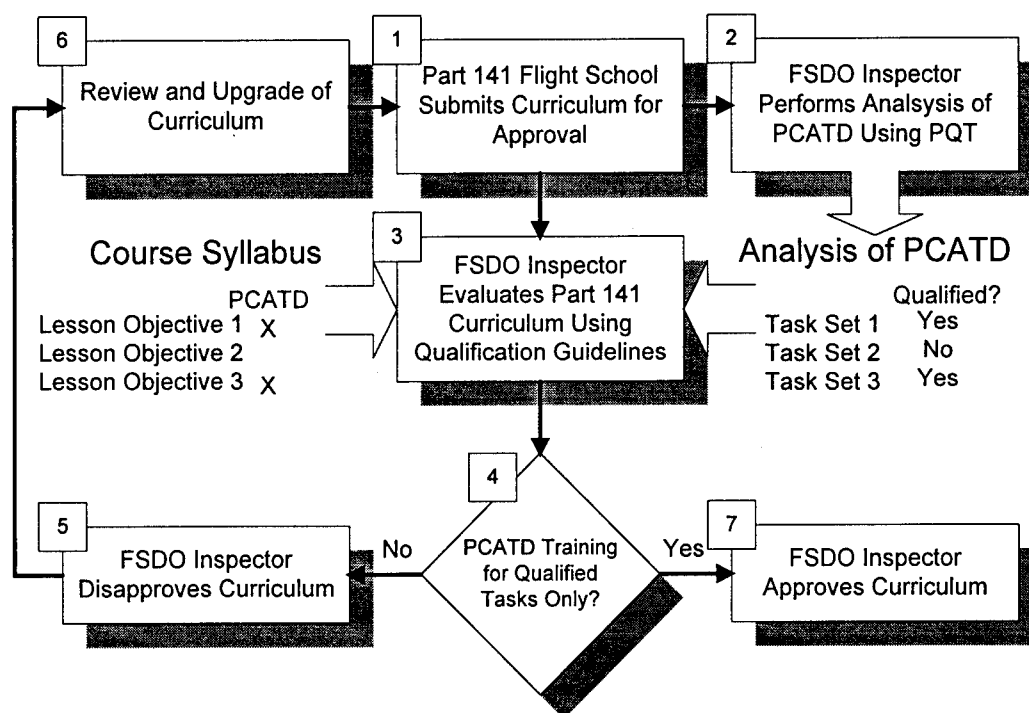 6
Review and Upgrade of
Curriculum
1
Part 141 Flight School
Submits Curriculum for
Approval
2
FSDO Inspector
Performs Analsysis of
PCATD Using PQT
Course Syllabus
PCATD
Lesson Objective 1 X
Lesson Objective 2
Lesson Objective 3 X
3
FSDO Inspector
Evaluates Part 141
Curriculum Using
Qualification Guidelines
Analysis of PCATD
Qualified?
Task Set 1 Yes
Task Set 2 No
Task Set 3 Yes
4
PCATD Training
for Qualified
Tasks Only?
No
Yes
5
FSDO Inspector
Disapproves Curriculum
7
FSDO Inspector
Approves Curriculum